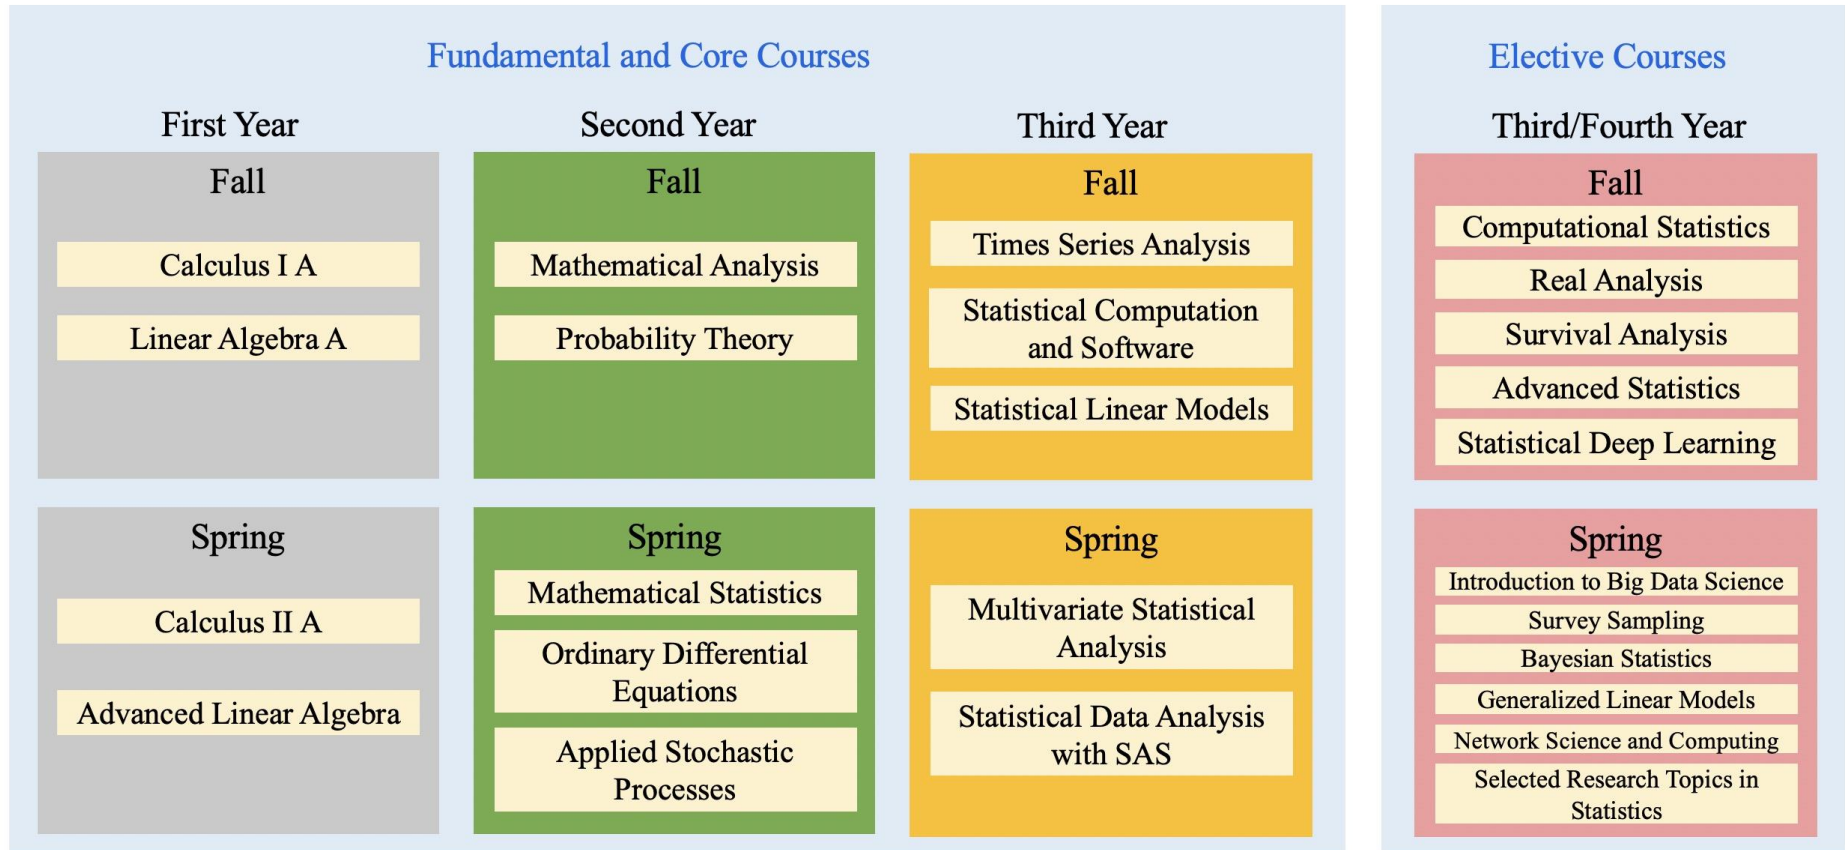 Fundamental and Core Courses
First Year
Fall
Calculus I A
Linear Algebra A
Spring
Calculus II A
Advanced Linear Algebra
Second Year
Fall
Mathematical Analysis
Probability Theory
Spring
Mathematical Statistics
Ordinary Differential
Equations
Applied Stochastic
Processes
Third Year
Fall
Times Series Analysis
Statistical Computation
and Software
Statistical Linear Models
Spring
Multivariate Statistical
Analysis
Statistical Data Analysis
with SAS
Elective Courses
Third/Fourth Year
Fall
Computational Statistics
Real Analysis
Survival Analysis
Advanced Statistics
Statistical Deep Learning
Spring
Introduction to Big Data Science
Survey Sampling
Bayesian Statistics
Generalized Linear Models
Network Science and Computing
Selected Research Topics in
Statistics